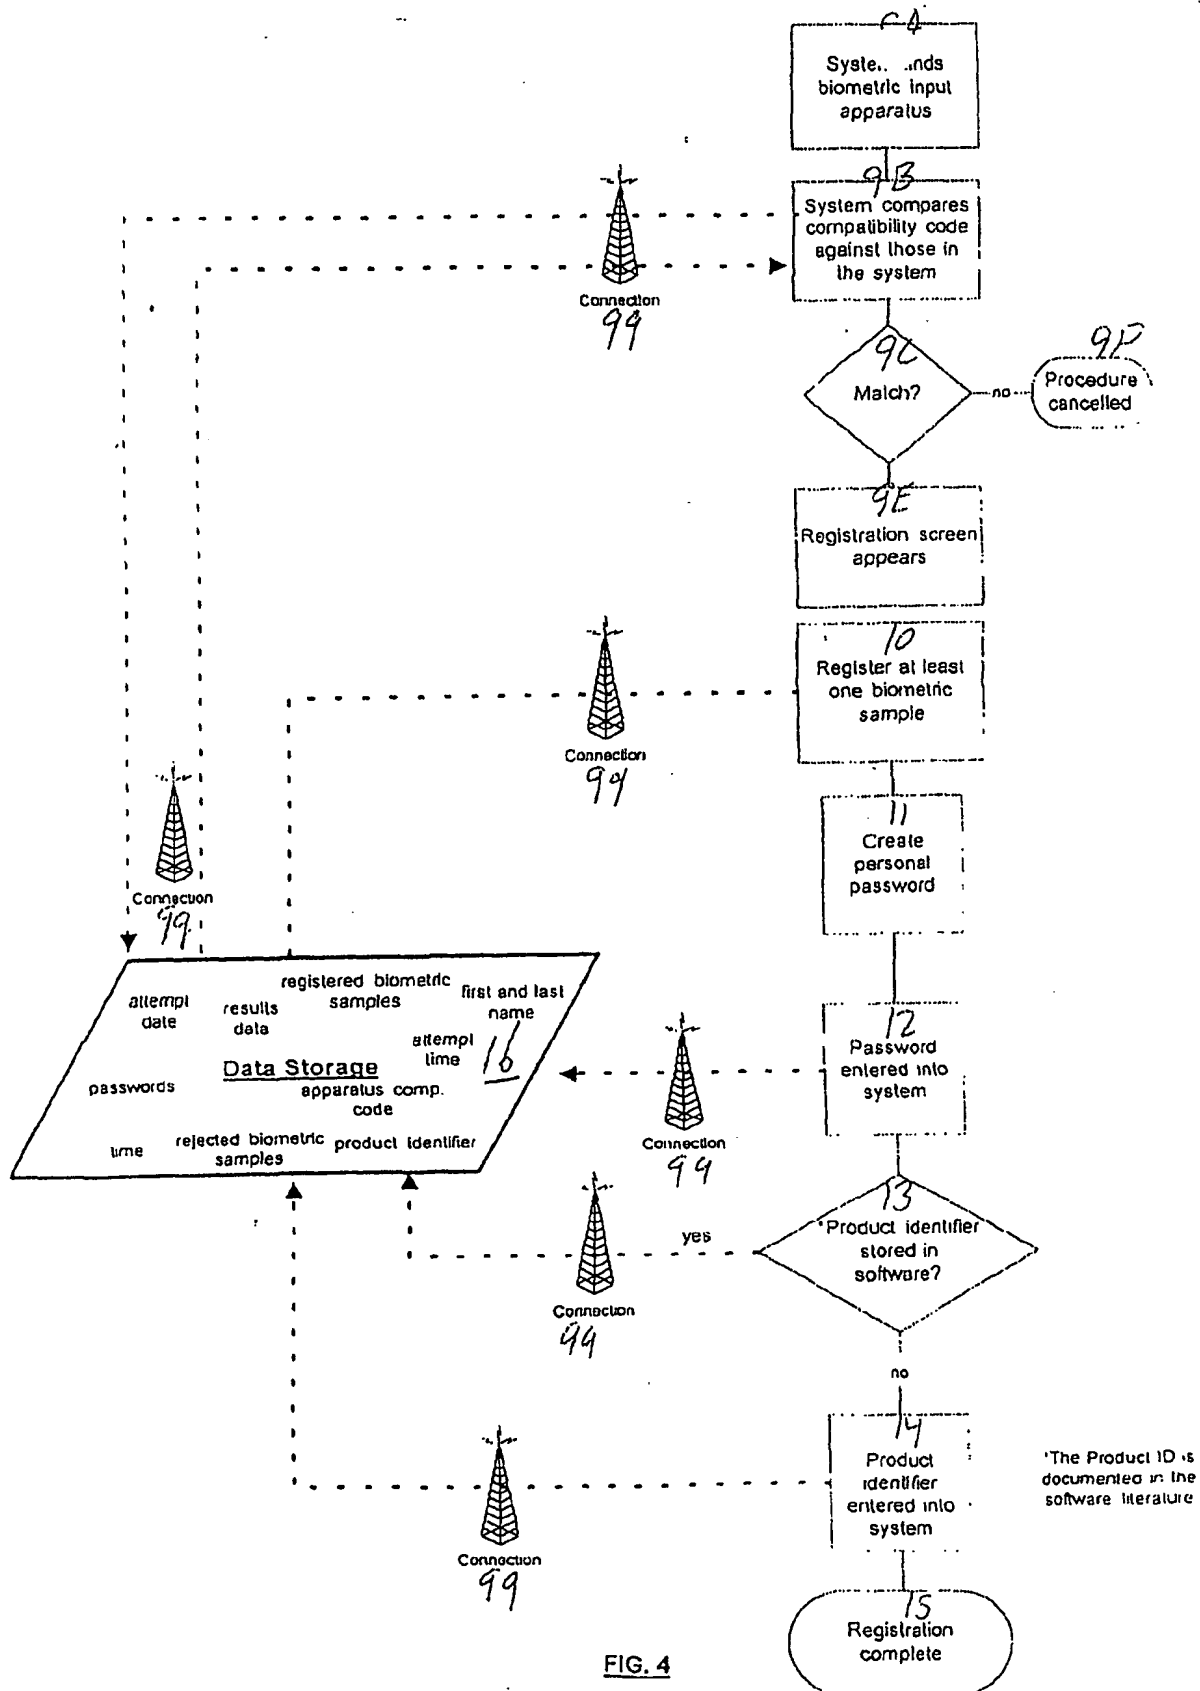 biometric input
apparatus
9B
System compares
compatibility code
against those in
the system
Connection
99
9C
Match?
no
Procedure
cancelled
9E
Registration screen
appears
10
Register at least
one biometric
sample
Connection
99
11
Create
personal
password
Connection
99
registered biometric
samples
first and last
name
attempt
date
results
data
attempt
time
16
Data Storage
passwords
apparatus comp.
code
time
rejected biometric
samples
product identifier
12
Password
entered into
system
Connection
99
13
*Product identifier
stored in
software?
yes
Connection
99
no
14
Product
identifier
entered into
system
*The Product ID is
documented in the
software literature
Connection
99
15
Registration
complete
FIG. 4